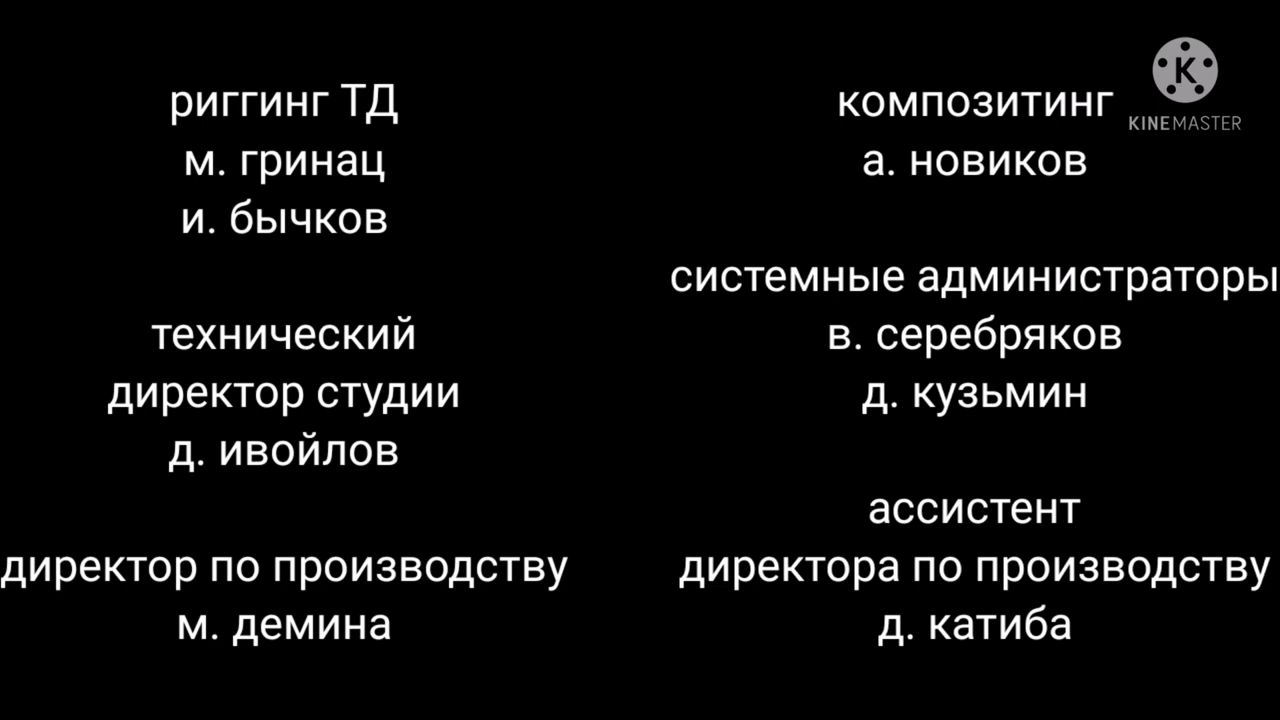 риггинг ТД
м. гринац
и. бычков
технический
директор студии
д. ивойлов
директор по производству
м. демина
композитинг
а. новиков
системные администраторы
в. серебряков
д. кузьмин
ассистент
директора по производству
д. катиба
K
KINEMASTER